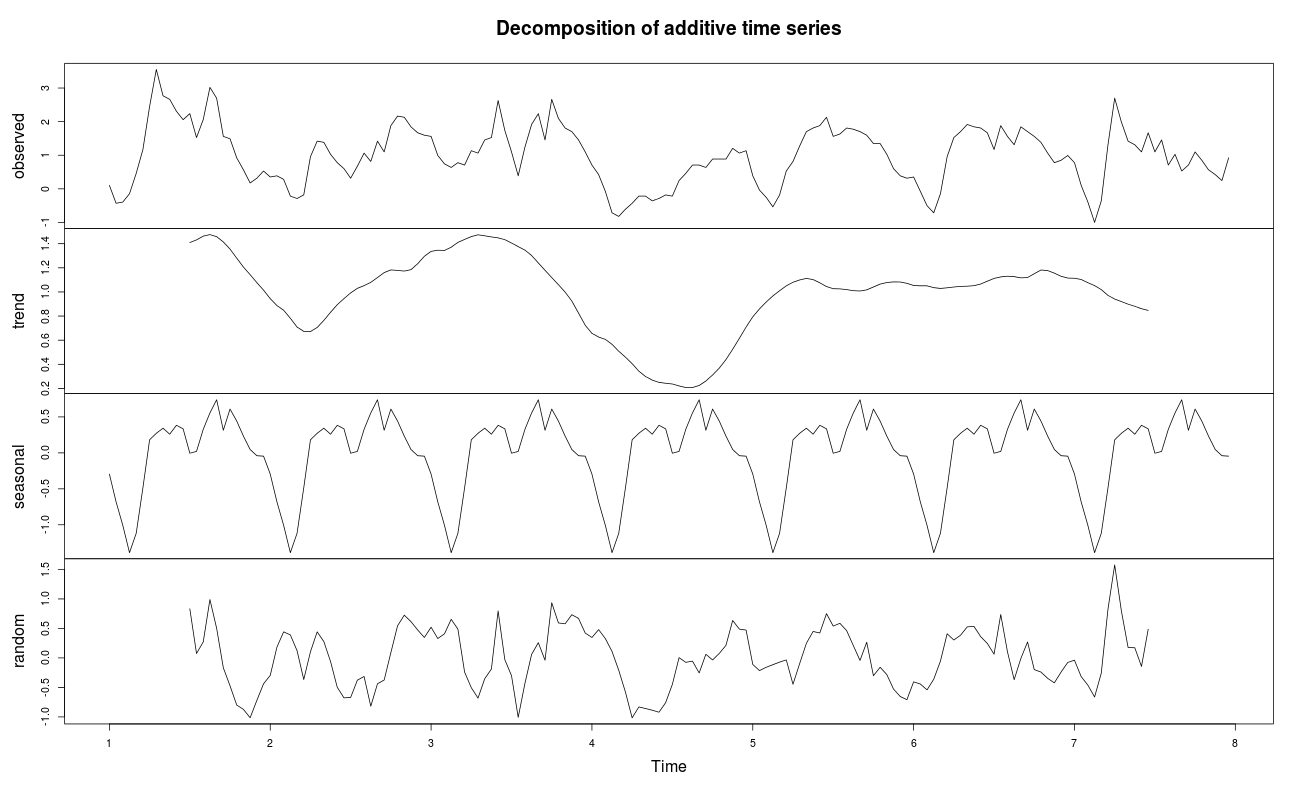 Decomposition of additive time series
observed
-1 0 1 2 3
trend
0.2 0.4 0.6 0.8 1.0 1.2 1.4
seasonal
-1.0 -0.5 0.0 0.5
random
-1.0 -0.5 0.0 0.5 1.0 1.5
1 2 3 4 5 6 7 8
Time